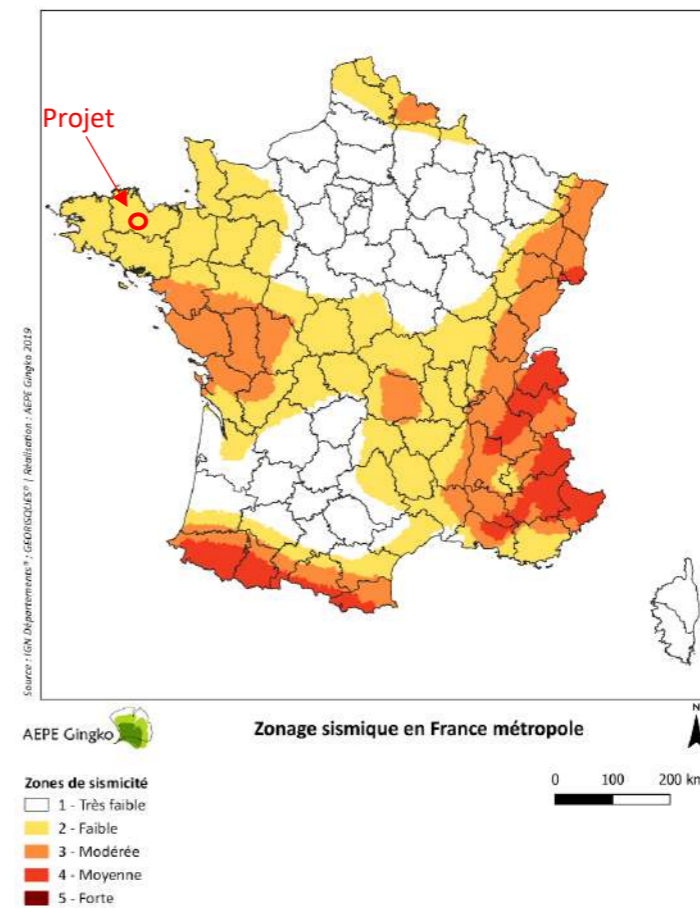 Projet
Source : IGN Départements® ; GEORISQUES® | Réalisation : AEPE Gingko 2019
AEPE Gingko
Zonage sismique en France métropole
N
Zones de sismicité
1 - Très faible
2 - Faible
3 - Modérée
4 - Moyenne
5 - Forte
0 100 200 km